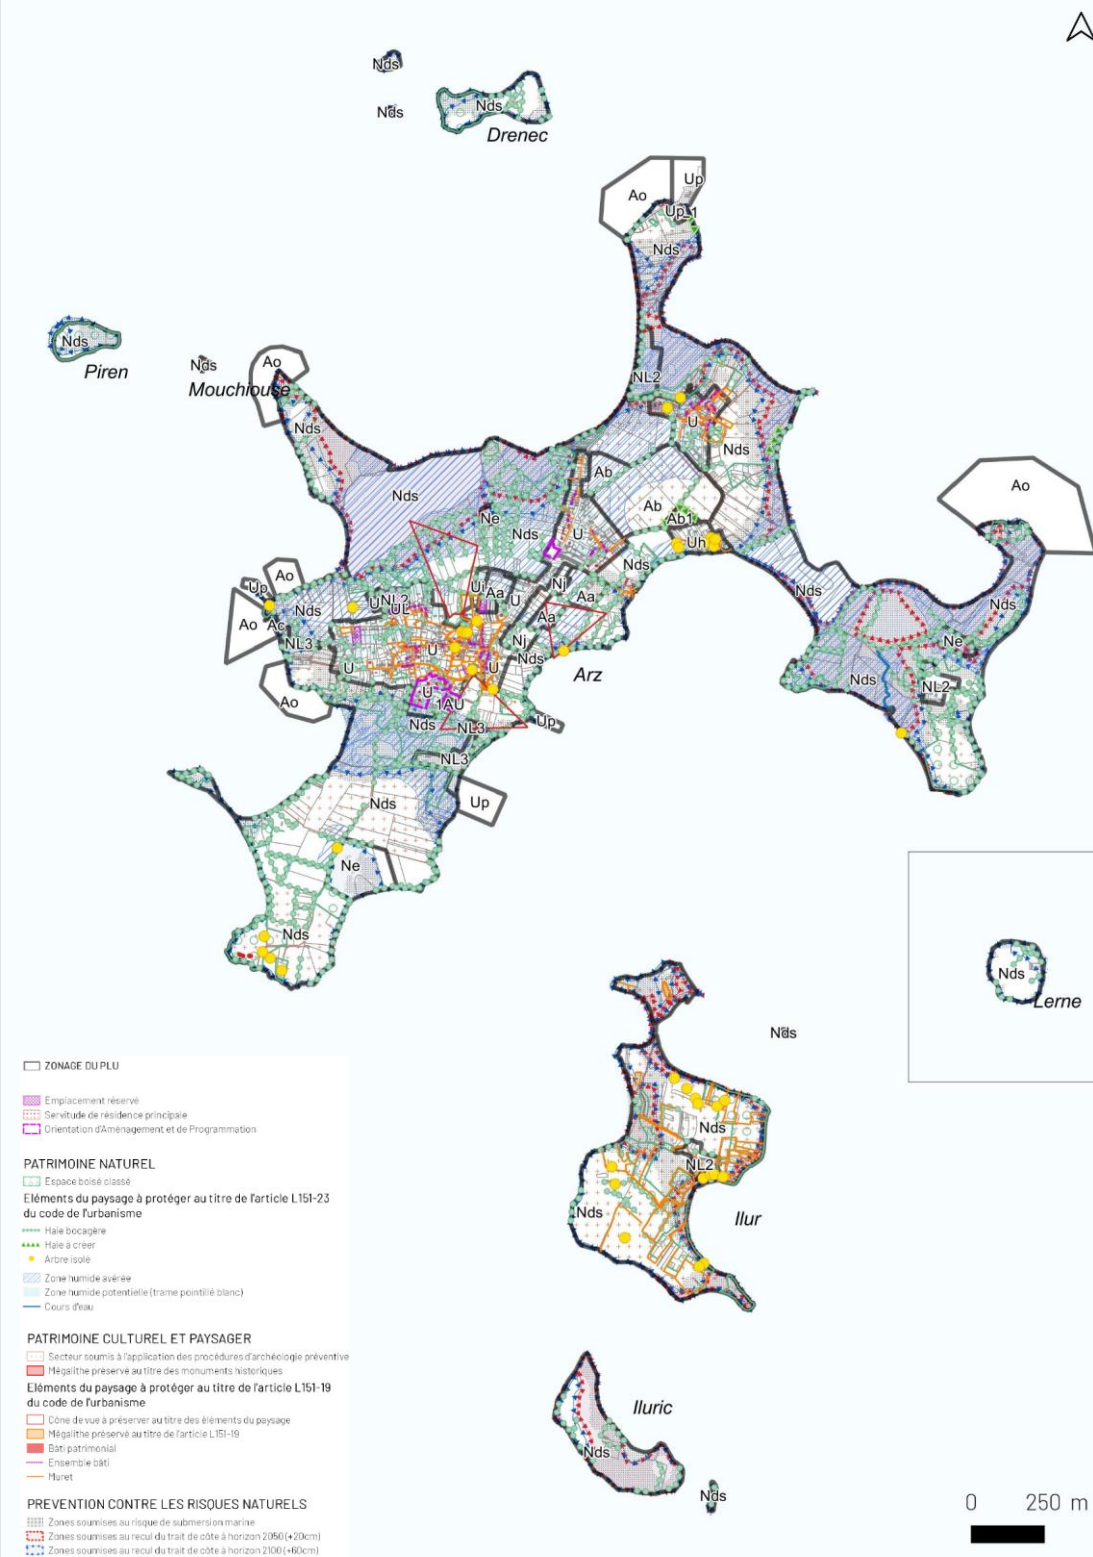 Nds
Nds
Nds
Drenec
Ao
Up
Up_1
Nds
Nds
Piren
Nds
Mouchiouse
Ao
NL2
Nds
U
Nds
Ab
Nds
Ab
Ab1
Ao
Ne
Nds
U
Uh
Nds
Ao
Up
Nds
U
NL2
UL
Ui
Aa
U
Nj
Aa
Nds
Nds
Ao
Ac
NL3
Aa
Nj
Ne
U
U
U
Nds
Arz
Nds
NL2
Ao
U
1AU
Nds
NL3
Up
NL3
Nds
Up
Ne
Nds
Nds
Lerne
Nds
Nds
NL2
Nds
Ilur
Iluric
Nds
Nds
ZONAGE DU PLU
Emplacement réservé
Servitude de résidence principale
Orientation d'Aménagement et de Programmation
PATRIMOINE NATUREL
Espace boisé classé
Eléments du paysage à protéger au titre de l'article L151-23
du code de l'urbanisme
Haie bocagère
Haie à créer
Arbre isolé
Zone humide avérée
Zone humide potentielle (trame pointillé blanc)
Cours d'eau
PATRIMOINE CULTUREL ET PAYSAGER
Secteur soumis à l'application des procédures d'archéologie préventive
Mégalithe préservé au titre des monuments historiques
Eléments du paysage à protéger au titre de l'article L151-19
du code de l'urbanisme
Cône de vue à préserver au titre des éléments du paysage
Mégalithe préservé au titre de l'article L151-19
Bâti patrimonial
Ensemble bâti
Muret
PREVENTION CONTRE LES RISQUES NATURELS
Zones soumises au risque de submersion marine
Zones soumises au recul du trait de côte à horizon 2050 (+20cm)
Zones soumises au recul du trait de côte à horizon 2100 (+60cm)
0 250 m